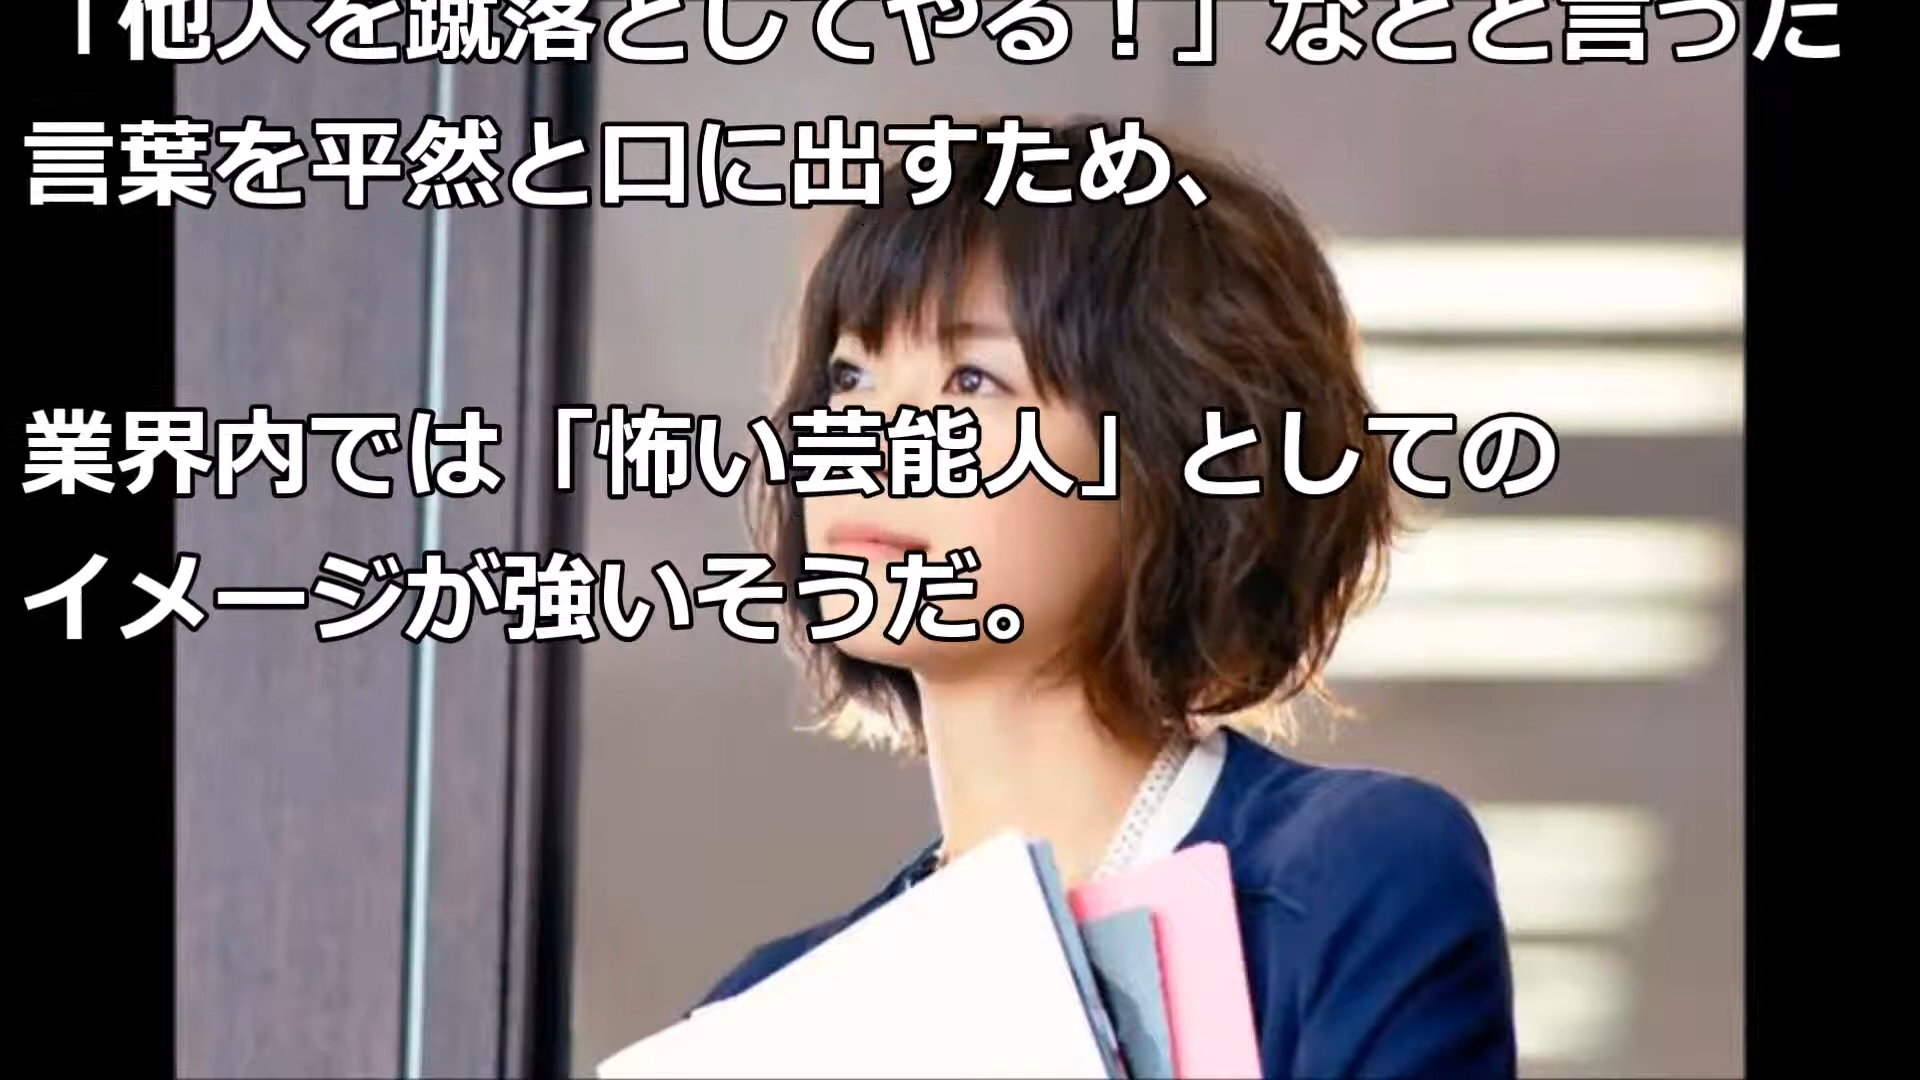 「他人を蹴落としてやる！」などと言った
言葉を平然と口に出すため、
業界内では「怖い芸能人」としての
イメージが強いそうだ。